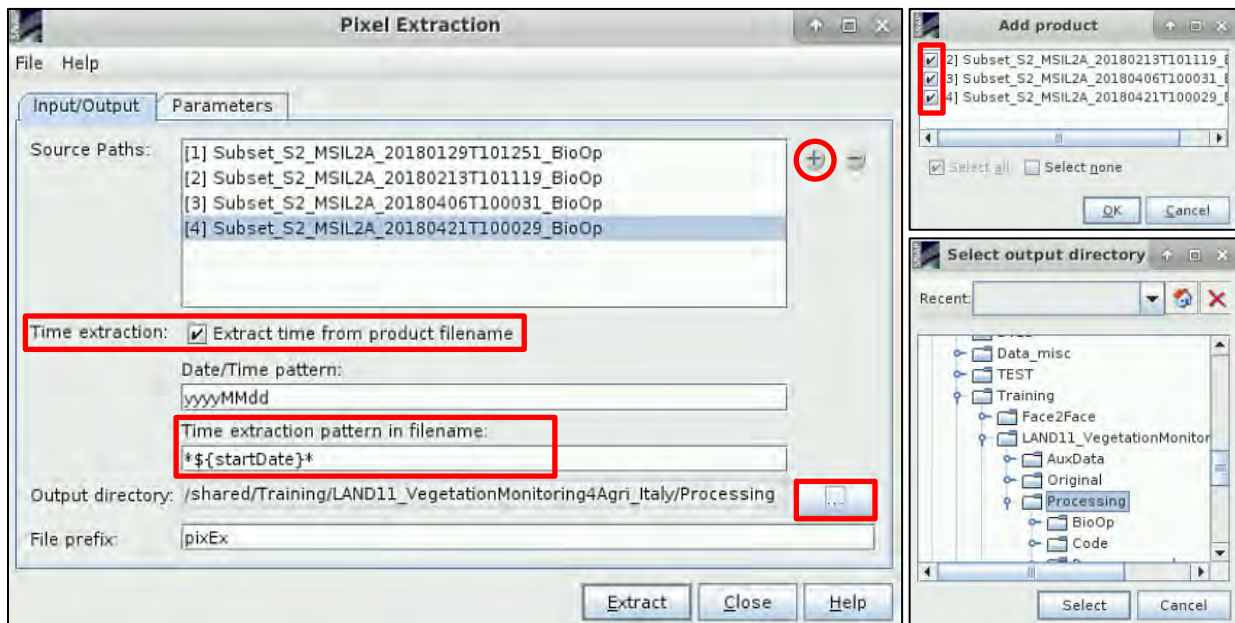 Pixel Extraction
File Help
Input/Output Parameters
Source Paths:
[1] Subset_S2_MSIL2A_20180129T101251_BioOp
[2] Subset_S2_MSIL2A_20180213T101119_BioOp
[3] Subset_S2_MSIL2A_20180406T100031_BioOp
[4] Subset_S2_MSIL2A_20180421T100029_BioOp
Time extraction: Extract time from product filename
Date/Time pattern:
yyyyMMdd
Time extraction pattern in filename:
*${startDate}*
Output directory: /shared/Training/LAND11_VegetationMonitoring4Agri_Italy/Processing ...
File prefix: pixEx
Extract Close Help
Add product
2] Subset_S2_MSIL2A_20180213T101119_
3] Subset_S2_MSIL2A_20180406T100031_
4] Subset_S2_MSIL2A_20180421T100029_
Select all Select none
OK Cancel
Select output directory
Recent:
Data_misc
TEST
Training
Face2Face
LAND11_VegetationMonitor
AuxData
Original
Processing
BioOp
Code
Select Cancel